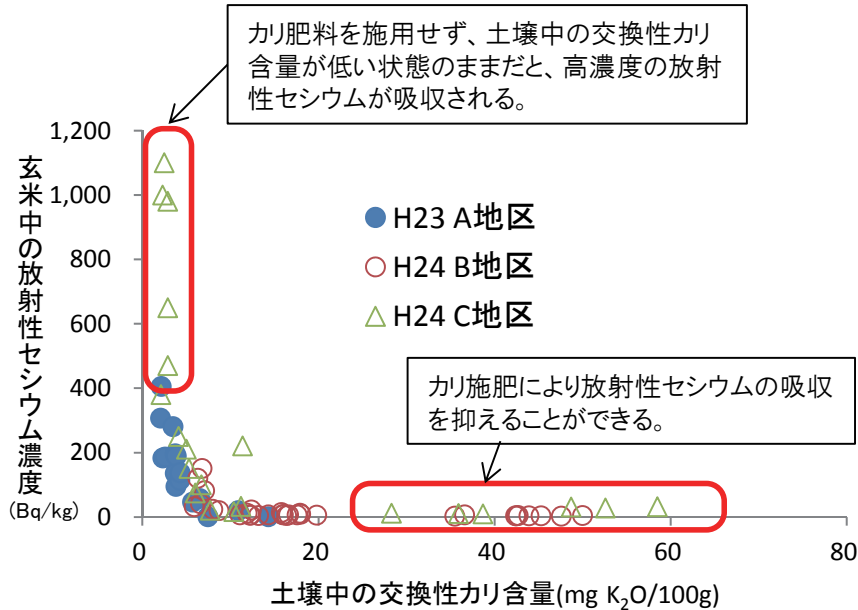 カリ肥料を施用せず、土壌中の交換性カリ
含量が低い状態のままだと、高濃度の放射
性セシウムが吸収される。
玄米中の放射性セシウム濃度
(Bq/kg)
1,200
1,000
800
600
400
200
0
H23 A地区
H24 B地区
H24 C地区
カリ施肥により放射性セシウムの吸収
を抑えることができる。
0 20 40 60 80
土壌中の交換性カリ含量(mg K₂O/100g)